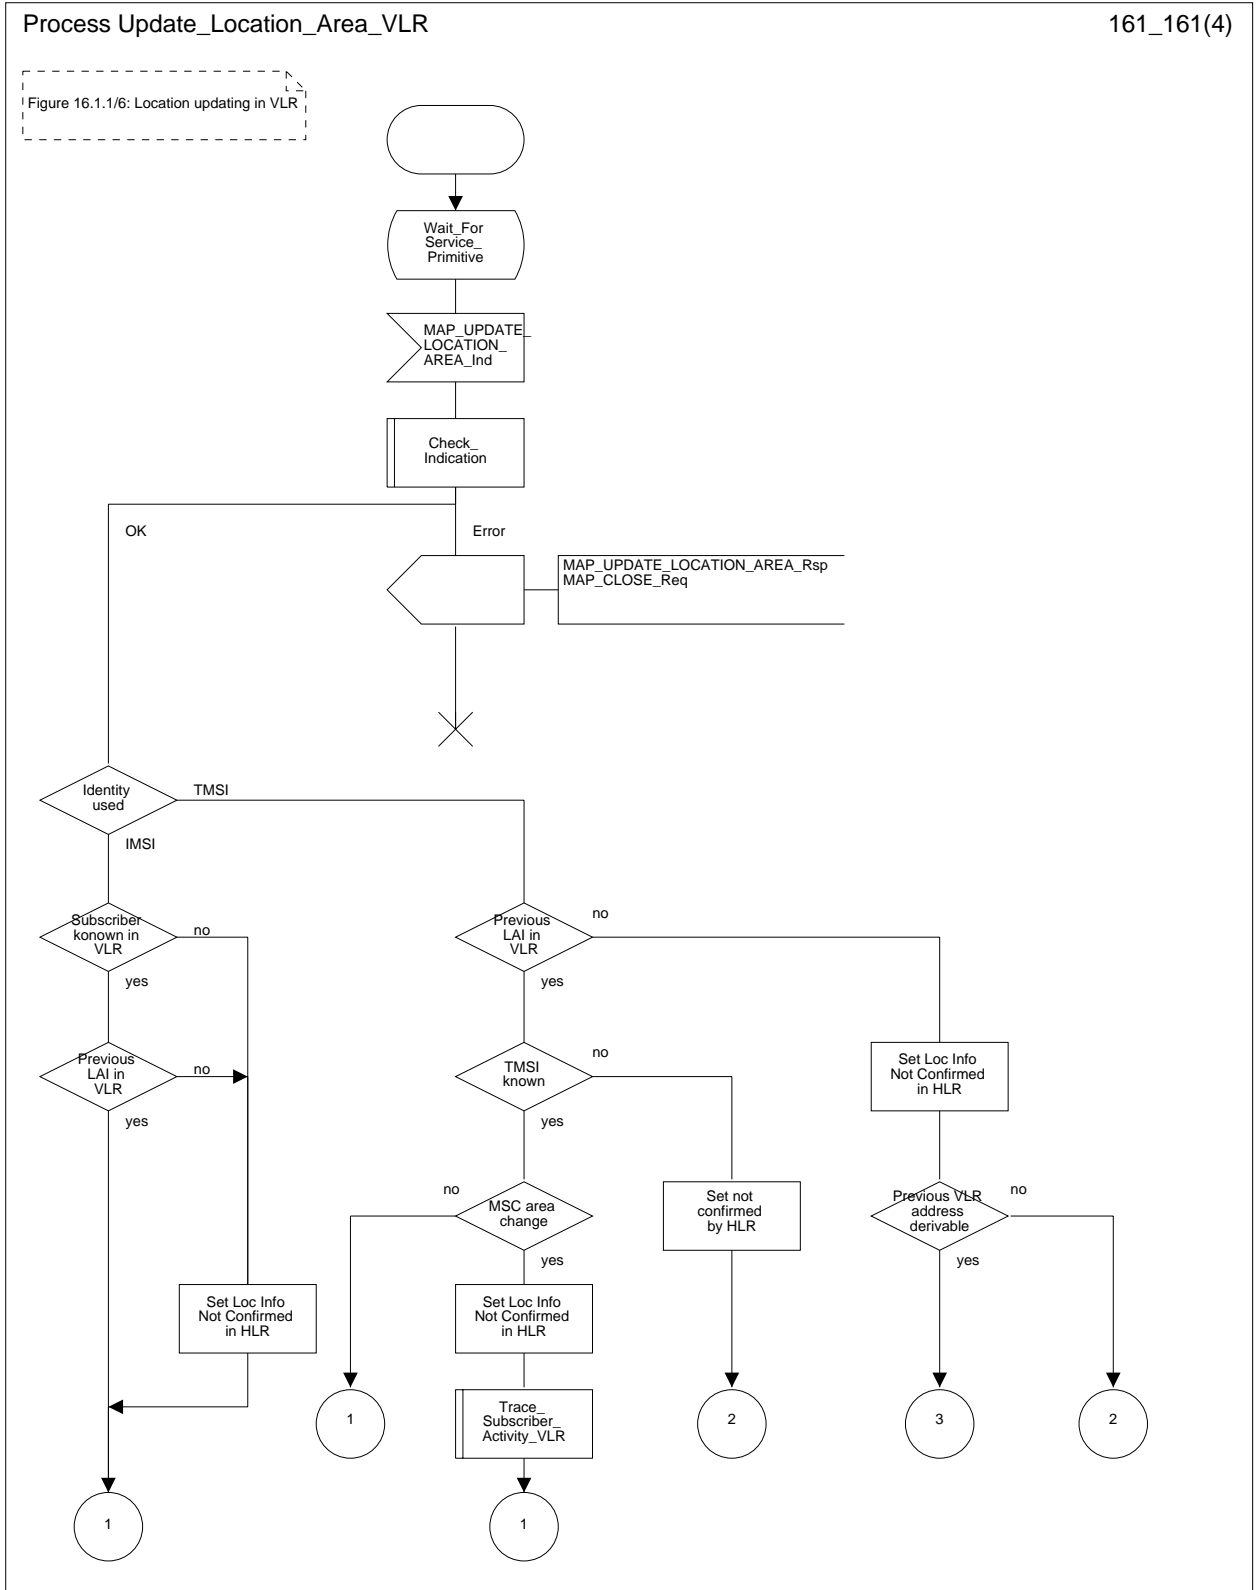 Process Update_Location_Area_VLR
161_161(4)
Figure 16.1.1/6: Location updating in VLR
Wait_For
Service_
Primitive
MAP_UPDATE_
LOCATION_
AREA_Ind
Check_
Indication
OK
Error
MAP_UPDATE_LOCATION_AREA_Rsp
MAP_CLOSE_Req
Identity
used
TMSI
IMSI
Subscriber
konown in
VLR
no
yes
Previous
LAI in
VLR
no
yes
Previous
LAI in
VLR
no
yes
TMSI
known
no
yes
Set Loc Info
Not Confirmed
in HLR
no
MSC area
change
yes
Set not
confirmed
by HLR
Previous VLR
address
derivable
no
yes
Set Loc Info
Not Confirmed
in HLR
Set Loc Info
Not Confirmed
in HLR
1
Trace_
Subscriber_
Activity_VLR
2
3
2
1
1